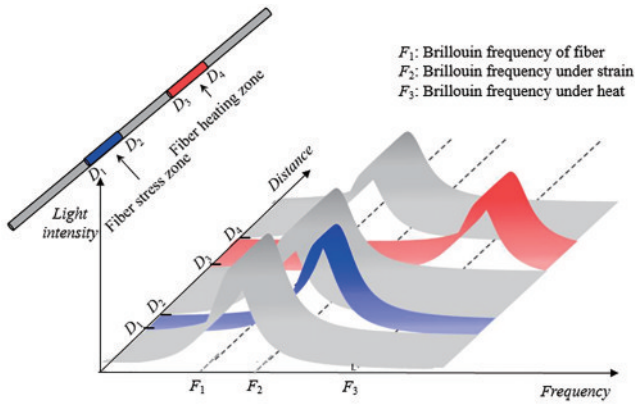 F₁: Brillouin frequency of fiber
F₂: Brillouin frequency under strain
F₃: Brillouin frequency under heat
D₄
D₃
Fiber heating zone
D₂
D₁
Fiber stress zone
Light
intensity
Distance
D₄
D₃
D₂
D₁
F₁
F₂
F₃
Frequency